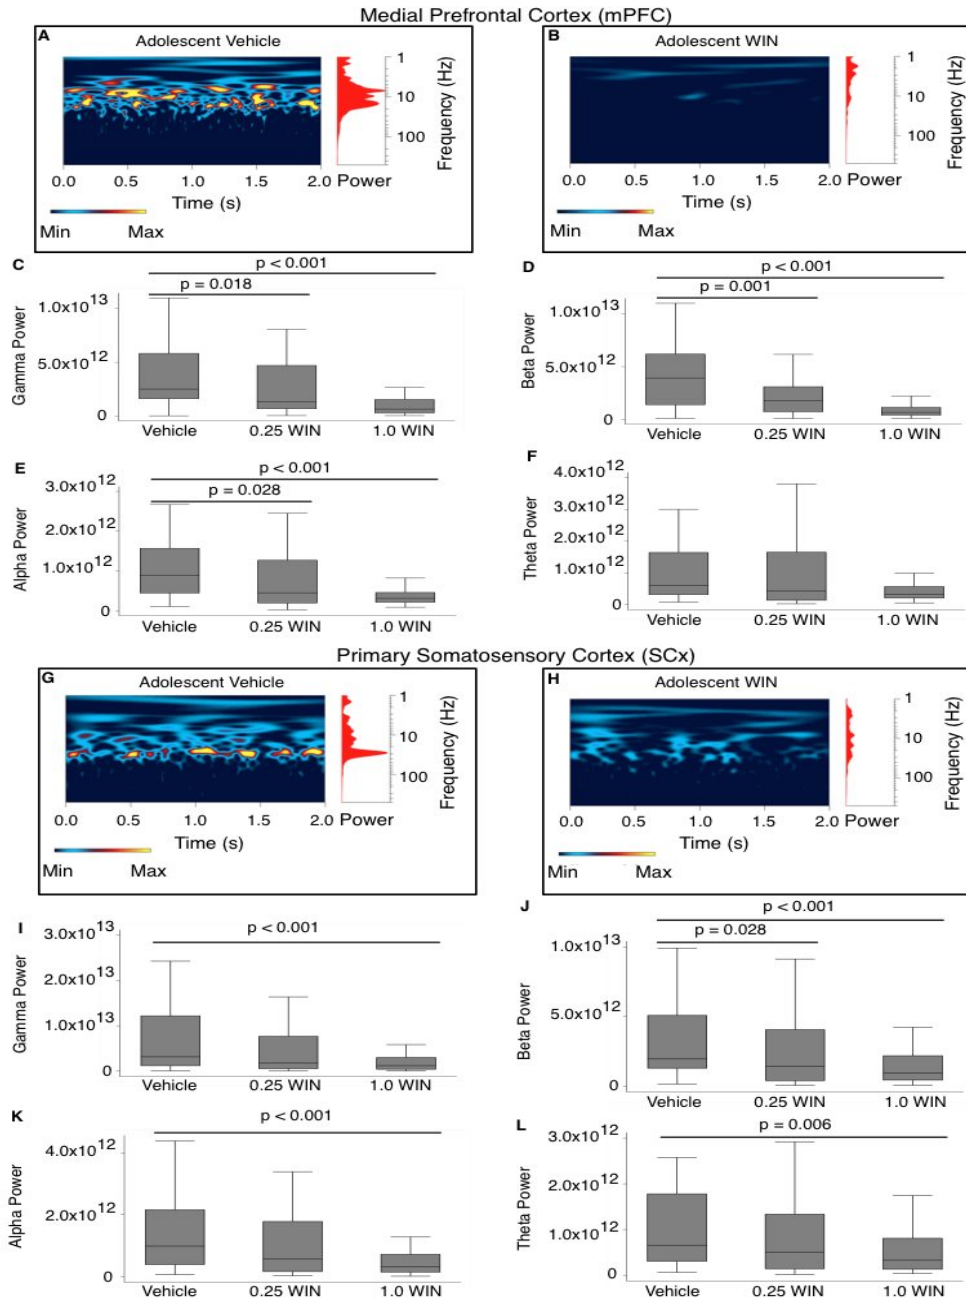 Medial Prefrontal Cortex (mPFC)
A
Adolescent Vehicle
1
10
100
Frequency (Hz)
0.0 0.5 1.0 1.5 2.0 Power
Time (s)
Min Max
B
Adolescent WIN
1
10
100
Frequency (Hz)
0.0 0.5 1.0 1.5 2.0 Power
Time (s)
Min Max
C
p < 0.001
p = 0.018
Gamma Power
1.0x10^13
5.0x10^12
0
Vehicle 0.25 WIN 1.0 WIN
D
p < 0.001
p = 0.001
Beta Power
1.0x10^13
5.0x10^12
0
Vehicle 0.25 WIN 1.0 WIN
E
p < 0.001
p = 0.028
Alpha Power
3.0x10^12
2.0x10^12
1.0x10^12
0
Vehicle 0.25 WIN 1.0 WIN
F
Theta Power
4.0x10^12
3.0x10^12
2.0x10^12
1.0x10^12
0
Vehicle 0.25 WIN 1.0 WIN
Primary Somatosensory Cortex (SCx)
G
Adolescent Vehicle
1
10
100
Frequency (Hz)
0.0 0.5 1.0 1.5 2.0 Power
Time (s)
Min Max
H
Adolescent WIN
1
10
100
Frequency (Hz)
0.0 0.5 1.0 1.5 2.0 Power
Time (s)
Min Max
I
p < 0.001
Gamma Power
3.0x10^13
2.0x10^13
1.0x10^13
0
Vehicle 0.25 WIN 1.0 WIN
J
p < 0.001
p = 0.028
Beta Power
1.0x10^13
5.0x10^12
0
Vehicle 0.25 WIN 1.0 WIN
K
p < 0.001
Alpha Power
4.0x10^12
2.0x10^12
0
Vehicle 0.25 WIN 1.0 WIN
L
p = 0.006
Theta Power
3.0x10^12
2.0x10^12
1.0x10^12
0
Vehicle 0.25 WIN 1.0 WIN